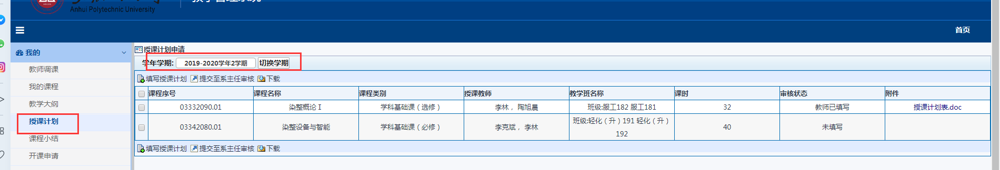 Anhui Polytechnic University
首页
我的
教师调课
我的课程
教学大纲
授课计划
课程小结
开课申请
授课计划申请
学年学期: 2019-2020学年2学期 切换学期
填写授课计划 提交至系主任审核 下载
课程序号 课程名称 课程类别 授课教师 教学班名称 课时 审核状态 附件
03332090.01 染整概论 I 学科基础课（选修） 李林， 陶旭晨 班级:服工182 服工181 32 教师已填写 授课计划表.doc
03342080.01 染整设备与智能 学科基础课（必修） 李克斌， 李林 班级:轻化（升）191 轻化（升）192 40 未填写
填写授课计划 提交至系主任审核 下载